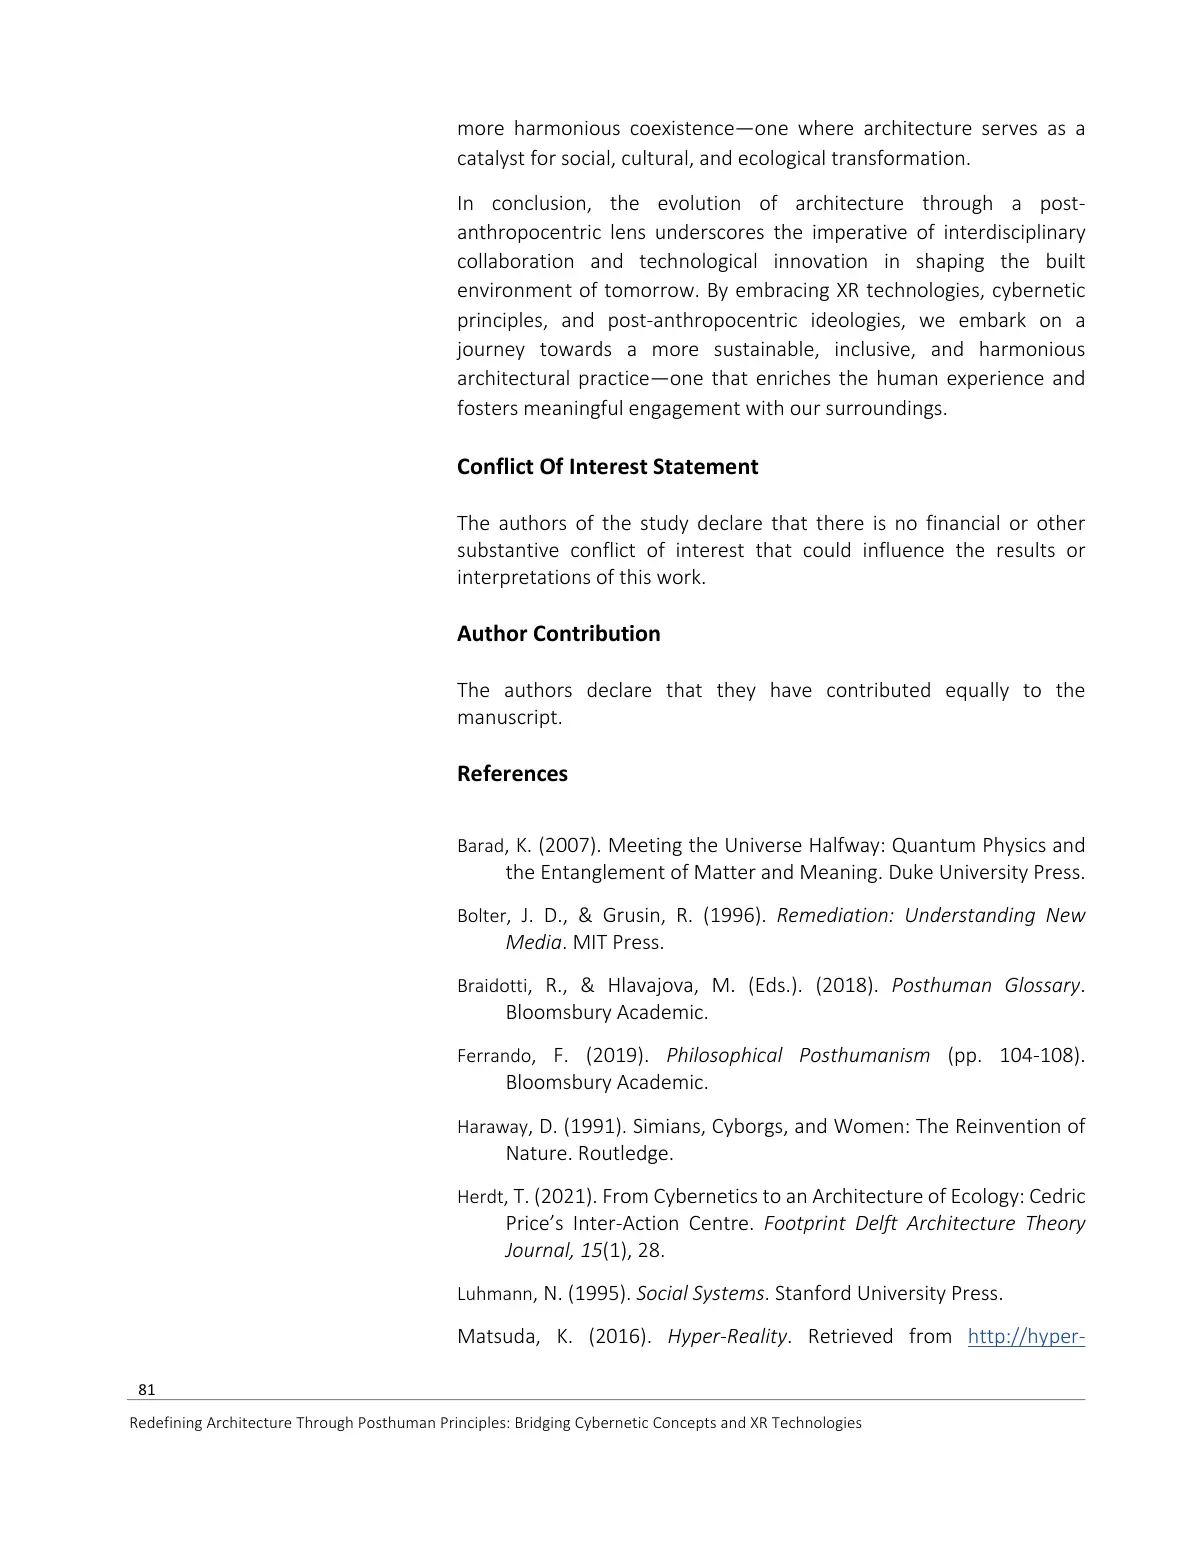 more harmonious coexistence—one where architecture serves as a
catalyst for social, cultural, and ecological transformation.
In conclusion, the evolution of architecture through a post-
anthropocentric lens underscores the imperative of interdisciplinary
collaboration and technological innovation in shaping the built
environment of tomorrow. By embracing XR technologies, cybernetic
principles, and post-anthropocentric ideologies, we embark on a
journey towards a more sustainable, inclusive, and harmonious
architectural practice—one that enriches the human experience and
fosters meaningful engagement with our surroundings.
Conflict Of Interest Statement
The authors of the study declare that there is no financial or other
substantive conflict of interest that could influence the results or
interpretations of this work.
Author Contribution
The authors declare that they have contributed equally to the
manuscript.
References
Barad, K. (2007). Meeting the Universe Halfway: Quantum Physics and
the Entanglement of Matter and Meaning. Duke University Press.
Bolter, J. D., & Grusin, R. (1996). Remediation: Understanding New
Media. MIT Press.
Braidotti, R., & Hlavajova, M. (Eds.). (2018). Posthuman Glossary.
Bloomsbury Academic.
Ferrando, F. (2019). Philosophical Posthumanism (pp. 104-108).
Bloomsbury Academic.
Haraway, D. (1991). Simians, Cyborgs, and Women: The Reinvention of
Nature. Routledge.
Herdt, T. (2021). From Cybernetics to an Architecture of Ecology: Cedric
Price’s Inter-Action Centre. Footprint Delft Architecture Theory
Journal, 15(1), 28.
Luhmann, N. (1995). Social Systems. Stanford University Press.
Matsuda, K. (2016). Hyper-Reality. Retrieved from http://hyper-
81
Redefining Architecture Through Posthuman Principles: Bridging Cybernetic Concepts and XR Technologies